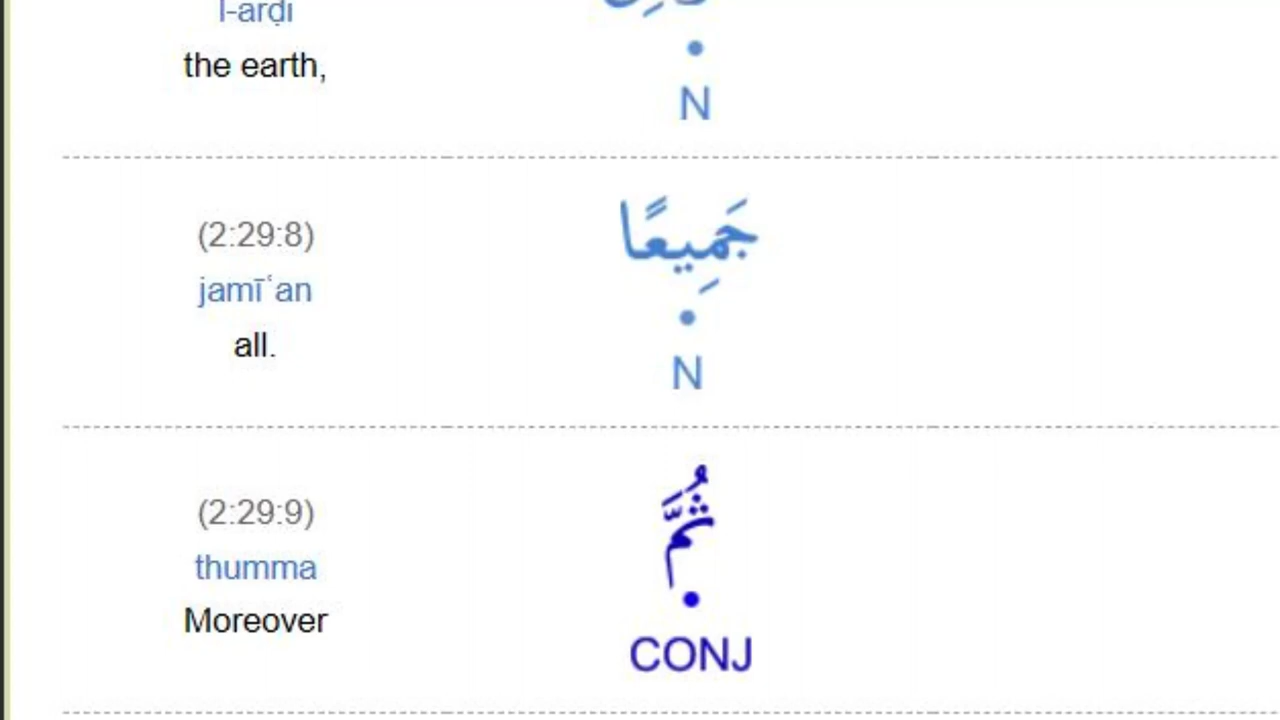 l-arḍi
the earth,
N
(2:29:8)
jamīʿan
all.
جَمِيعًا
N
(2:29:9)
thumma
Moreover
ثُمَّ
CONJ